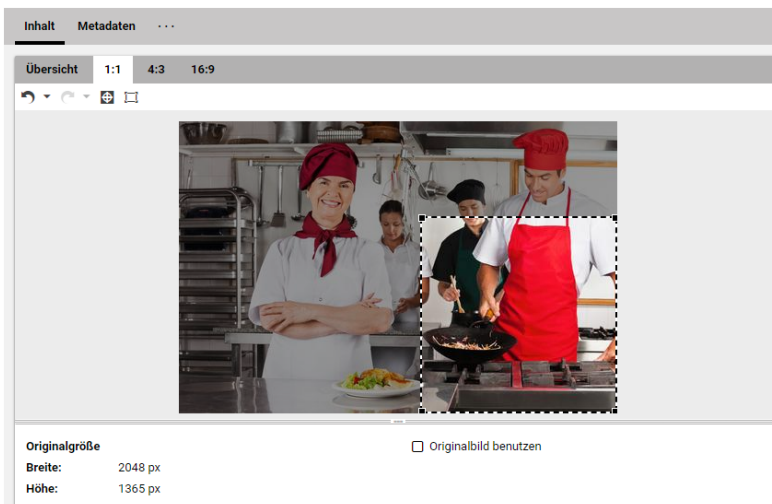 Inhalt Metadaten ...
Übersicht 1:1 4:3 16:9
Originalgröße
Originalbild benutzen
Breite: 2048 px
Höhe: 1365 px